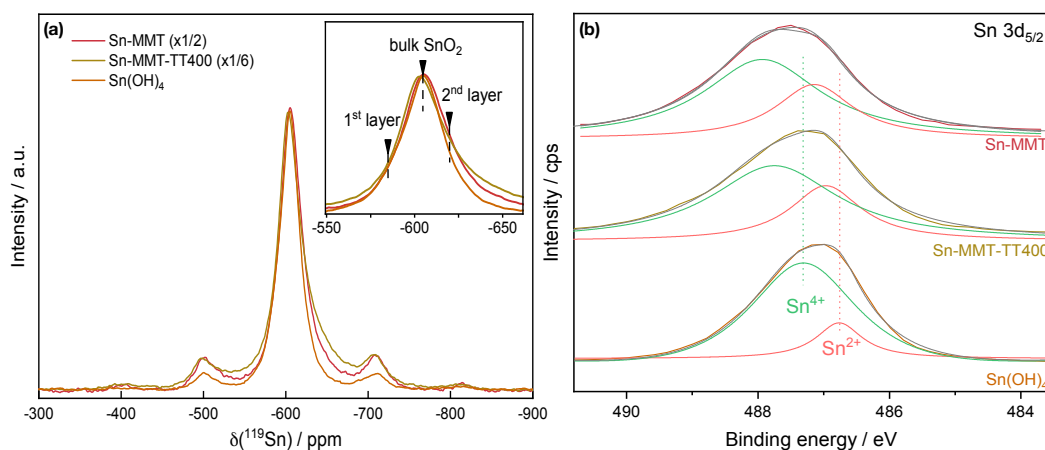 (a)
Sn-MMT (x1/2)
Sn-MMT-TT400 (x1/6)
Sn(OH)₄
bulk SnO₂
1ˢᵗ layer
2ⁿᵈ layer
-550 -600 -650
Intensity / a.u.
-300 -400 -500 -600 -700 -800 -900
δ(¹¹⁹Sn) / ppm
(b)
Sn 3d₅/₂
Sn-MMT
Sn-MMT-TT400
Sn⁴⁺
Sn²⁺
Sn(OH)₄
Intensity / cps
490 488 486 484
Binding energy / eV